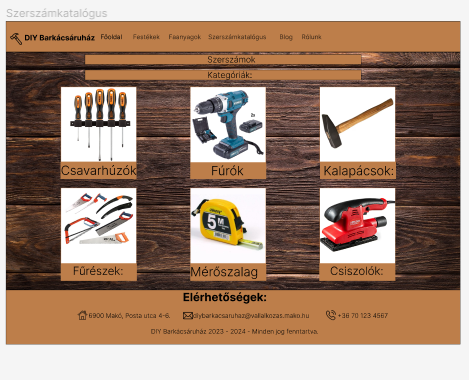 Szerszámkatalógus
DIY Barkácsáruház Főoldal Festékek Faanyagok Szerszámkatalógus Blog Rólunk
Szerszámok
Kategóriák:
2x
Csavarhúzók Fúrók Kalapácsok:
5 M
Fűrészek: Mérőszalag Csiszolók:
Elérhetőségek:
6900 Makó, Posta utca 4-6. diybarkacsaruhaz@vallalkozas.mako.hu +36 70 123 4567
DIY Barkácsáruház 2023 - 2024 - Minden jog fenntartva.